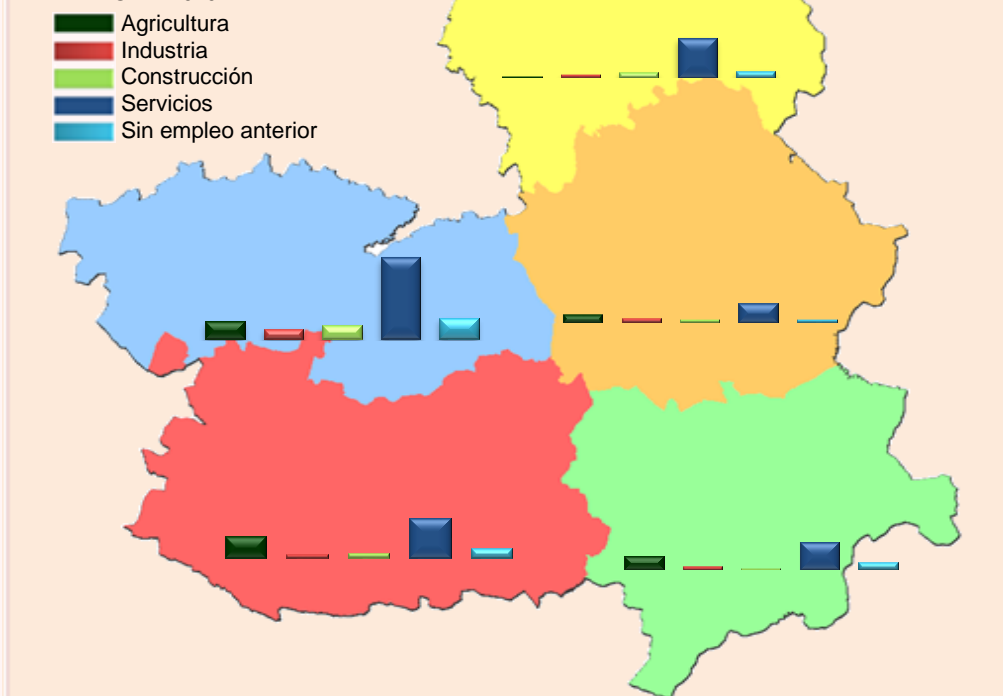 Agricultura
Industria
Construcción
Servicios
Sin empleo anterior